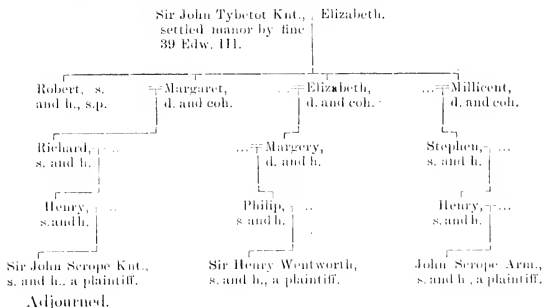 Sir John Tybetot Knt., Elizabeth.
settled manor by fine
39 Edw. III.
Robert, s. and h., s.p.
Margaret, d. and coh.
... Elizabeth, d. and coh.
... Millicent, d. and coh.
Richard, s. and h. ...
... Margery, d. and h.
Stephen, s. and h. ...
Henry, s. and h. ..
Philip, s. and h. ..
Henry, s. and h. ...
Sir John Scrope Knt., s. and h., a plaintiff.
Sir Henry Wentworth, s. and h., a plaintiff.
John Scrope Arm., s. and h., a plaintiff.
Adjourned.